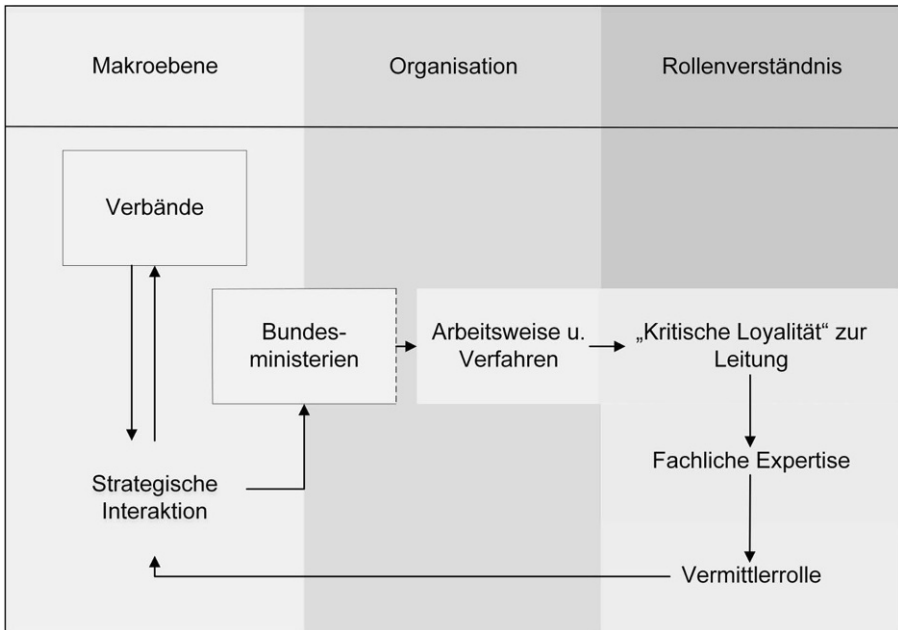 Makroebene
Organisation
Rollenverständnis
Verbände
Bundes-
ministerien
Arbeitsweise u.
Verfahren
„Kritische Loyalität“ zur
Leitung
Fachliche Expertise
Strategische
Interaktion
Vermittlerrolle